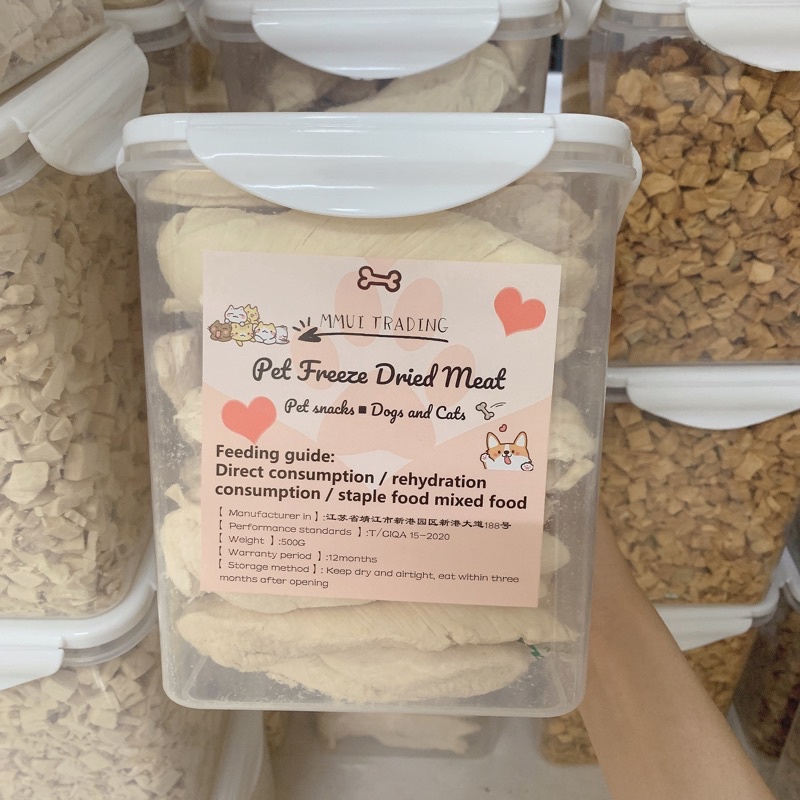 MMUI TRADING
Pet Freeze Dried Meat
Pet snacks ■ Dogs and Cats
Feeding guide:
Direct consumption / rehydration
consumption / staple food mixed food
【 Manufacturer in 】:江苏省靖江市新港园区新港大道188号
【 Performance standards 】:T/CIQA 15-2020
【 Weight 】:500G
【 Warranty period 】:12months
【 Storage method 】: Keep dry and airtight, eat within three
months after opening